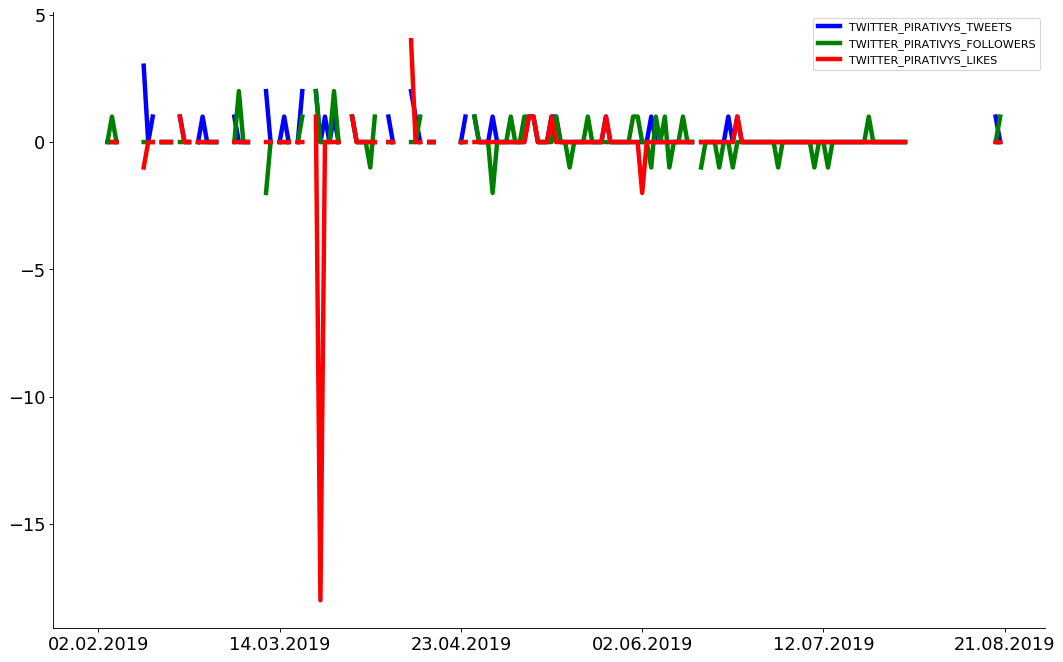 5
0
−5
−10
−15
02.02.2019 14.03.2019 23.04.2019 02.06.2019 12.07.2019 21.08.2019
TWITTER_PIRATIVYS_TWEETS
TWITTER_PIRATIVYS_FOLLOWERS
TWITTER_PIRATIVYS_LIKES